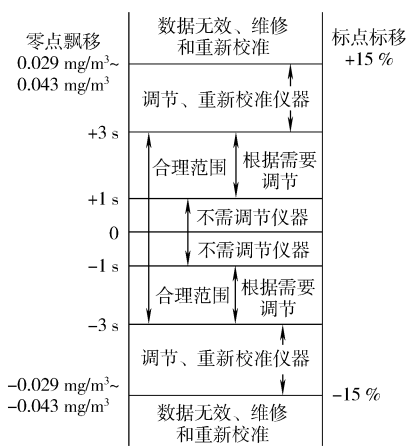 零点飘移
0.029 mg/m³~
0.043 mg/m³
数据无效、维修
和重新校准
标点标移
+15 %
调节、重新校准仪器
+3 s
合理范围
根据需要
调节
+1 s
不需调节仪器
0
不需调节仪器
-1 s
合理范围
根据需要
调节
-3 s
调节、重新校准仪器
-0.029 mg/m³~
-0.043 mg/m³
-15 %
数据无效、维修
和重新校准